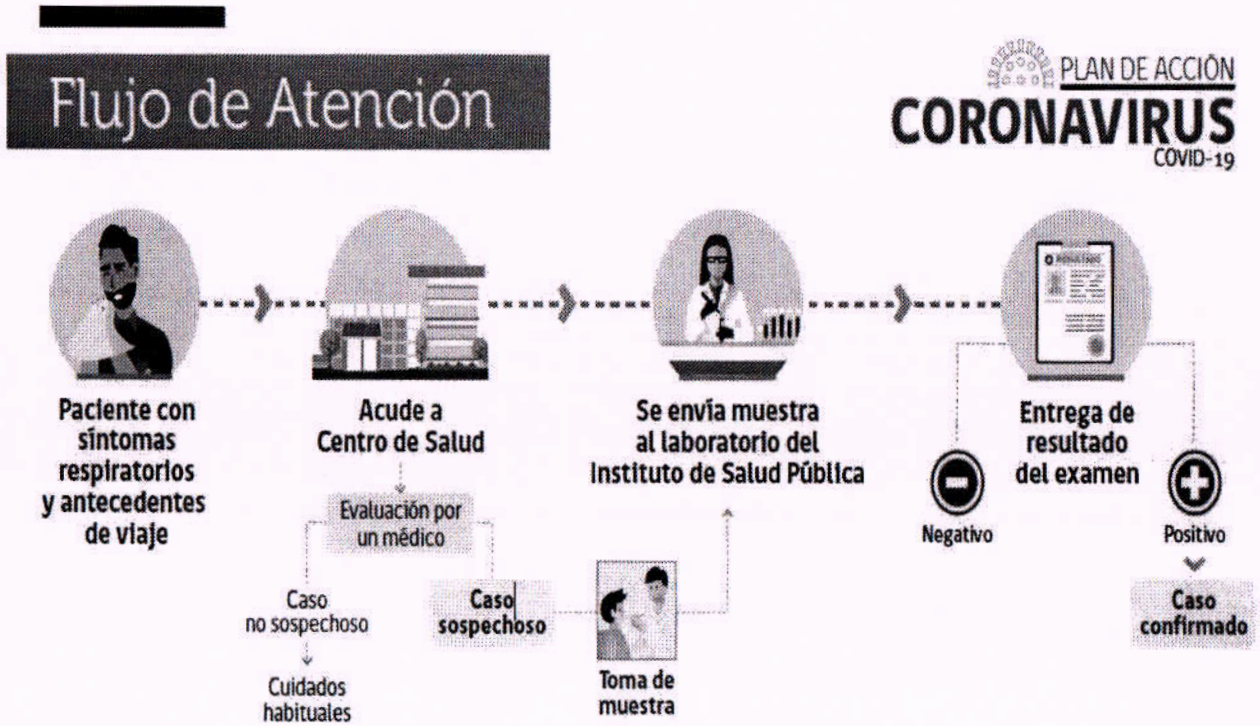 Flujo de Atención
PLAN DE ACCIÓN
CORONAVIRUS
COVID-19
RESULTADO
Paciente con
síntomas
respiratorios
y antecedentes
de viaje
Acude a
Centro de Salud
Se envía muestra
al laboratorio del
Instituto de Salud Pública
Entrega de
resultado
del examen
Evaluación por
un médico
Negativo
Positivo
Caso
no sospechoso
Caso
sospechoso
Caso
confirmado
Cuidados
habituales
Toma de
muestra